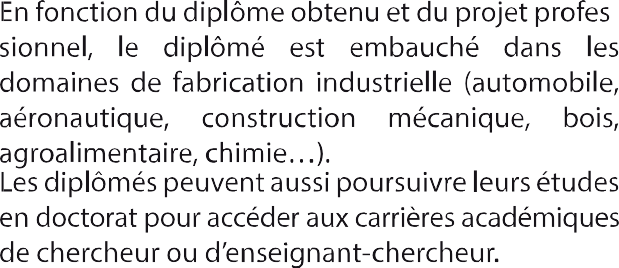 En fonction du diplôme obtenu et du projet profes
sionnel, le diplômé est embauché dans les
domaines de fabrication industrielle (automobile,
aéronautique, construction mécanique, bois,
agroalimentaire, chimie…).
Les diplômés peuvent aussi poursuivre leurs études
en doctorat pour accéder aux carrières académiques
de chercheur ou d’enseignant-chercheur.